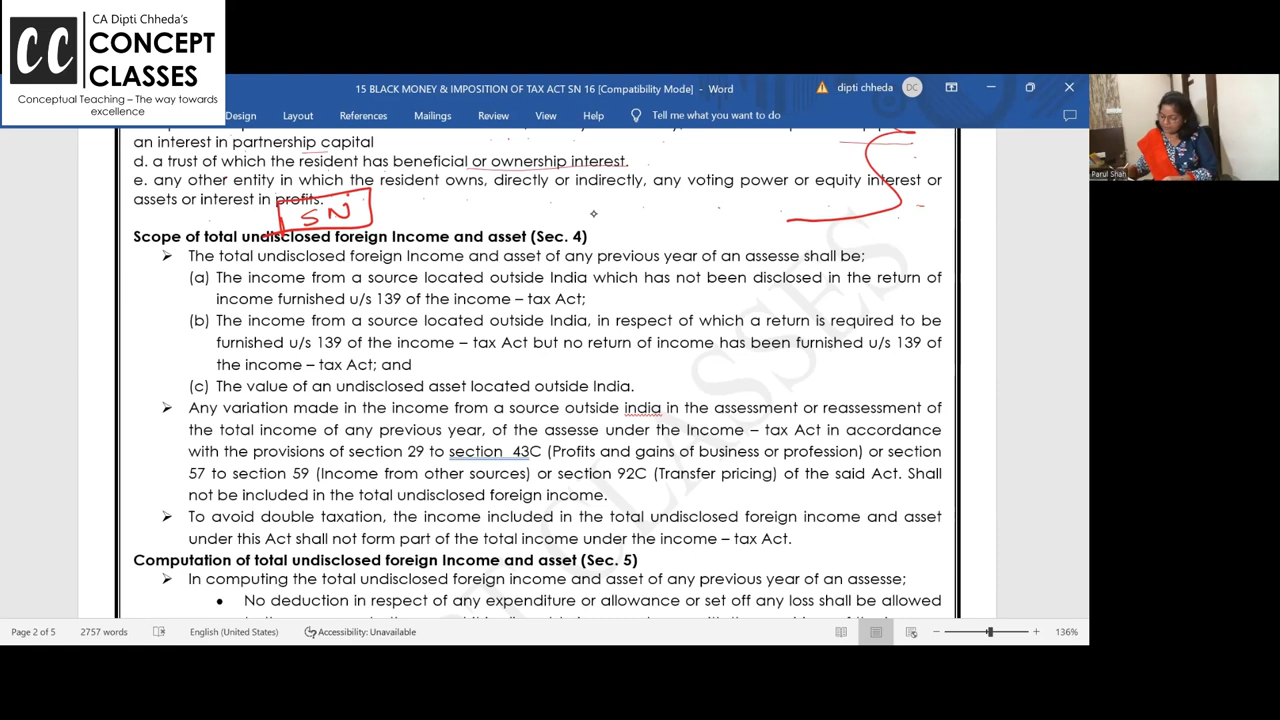 CA Dipti Chheda's
CC CONCEPT
CLASSES
Conceptual Teaching – The way towards
excellence
15 BLACK MONEY & IMPOSITION OF TAX ACT SN 16 [Compatibility Mode] - Word
dipti chheda
DC
Design Layout References Mailings Review View Help Tell me what you want to do
an interest in partnership capital
d. a trust of which the resident has beneficial or ownership interest.
e. any other entity in which the resident owns, directly or indirectly, any voting power or equity interest or
assets or interest in profits.
SN
Scope of total undisclosed foreign Income and asset (Sec. 4)
➢ The total undisclosed foreign Income and asset of any previous year of an assesse shall be;
(a) The income from a source located outside India which has not been disclosed in the return of
income furnished u/s 139 of the income – tax Act;
(b) The income from a source located outside India, in respect of which a return is required to be
furnished u/s 139 of the income – tax Act but no return of income has been furnished u/s 139 of
the income – tax Act; and
(c) The value of an undisclosed asset located outside India.
➢ Any variation made in the income from a source outside india in the assessment or reassessment of
the total income of any previous year, of the assesse under the Income – tax Act in accordance
with the provisions of section 29 to section 43C (Profits and gains of business or profession) or section
57 to section 59 (Income from other sources) or section 92C (Transfer pricing) of the said Act. Shall
not be included in the total undisclosed foreign income.
➢ To avoid double taxation, the income included in the total undisclosed foreign income and asset
under this Act shall not form part of the total income under the income – tax Act.
Computation of total undisclosed foreign Income and asset (Sec. 5)
➢ In computing the total undisclosed foreign income and asset of any previous year of an assesse;
• No deduction in respect of any expenditure or allowance or set off any loss shall be allowed
CLASSES
Page 2 of 5 2757 words English (United States) Accessibility: Unavailable 136%
Parul Shah